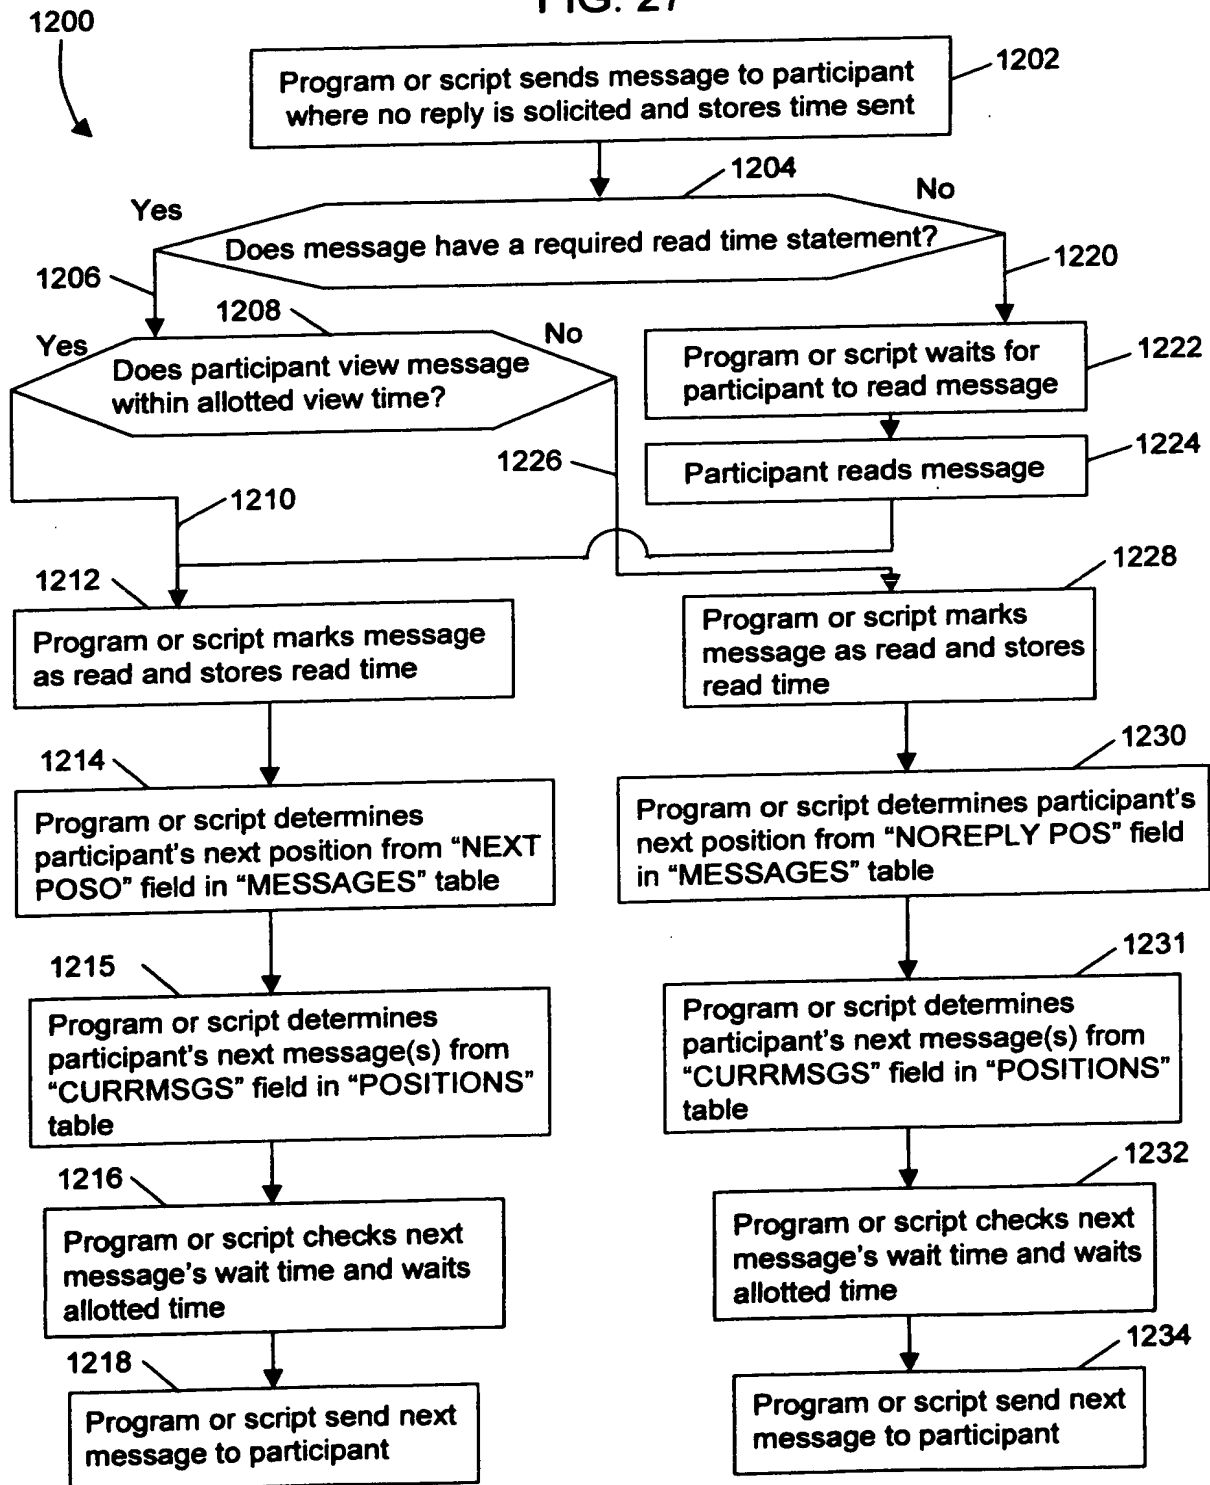 FIG. 27
1200
Program or script sends message to participant
where no reply is solicited and stores time sent
1202
1204
Yes
No
Does message have a required read time statement?
1206
1220
1208
Yes
No
Does participant view message
within allotted view time?
Program or script waits for
participant to read message
1222
1226
Participant reads message
1224
1210
1212
1228
Program or script marks message
as read and stores read time
Program or script marks
message as read and stores
read time
1214
1230
Program or script determines
participant's next position from “NEXT
POSO” field in “MESSAGES” table
Program or script determines participant's
next position from “NOREPLY POS” field
in “MESSAGES” table
1215
1231
Program or script determines
participant's next message(s) from
“CURRMSGS” field in “POSITIONS”
table
Program or script determines
participant's next message(s) from
“CURRMSGS” field in “POSITIONS”
table
1216
1232
Program or script checks next
message's wait time and waits
allotted time
Program or script checks next
message's wait time and waits
allotted time
1218
1234
Program or script send next
message to participant
Program or script send next
message to participant